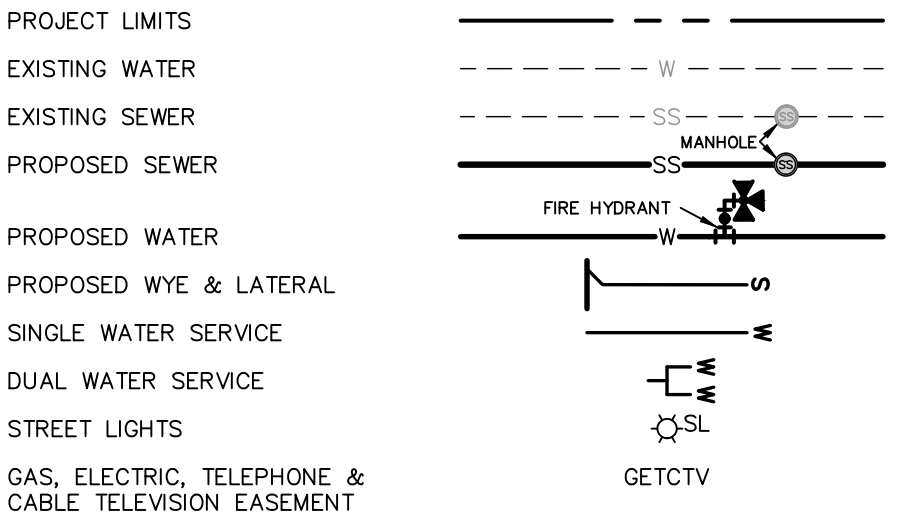 PROJECT LIMITS
EXISTING WATER W
EXISTING SEWER SS SS
MANHOLE
PROPOSED SEWER SS SS
FIRE HYDRANT
PROPOSED WATER W
PROPOSED WYE & LATERAL S
SINGLE WATER SERVICE W
DUAL WATER SERVICE W W
STREET LIGHTS SL
GAS, ELECTRIC, TELEPHONE & GETCTV
CABLE TELEVISION EASEMENT